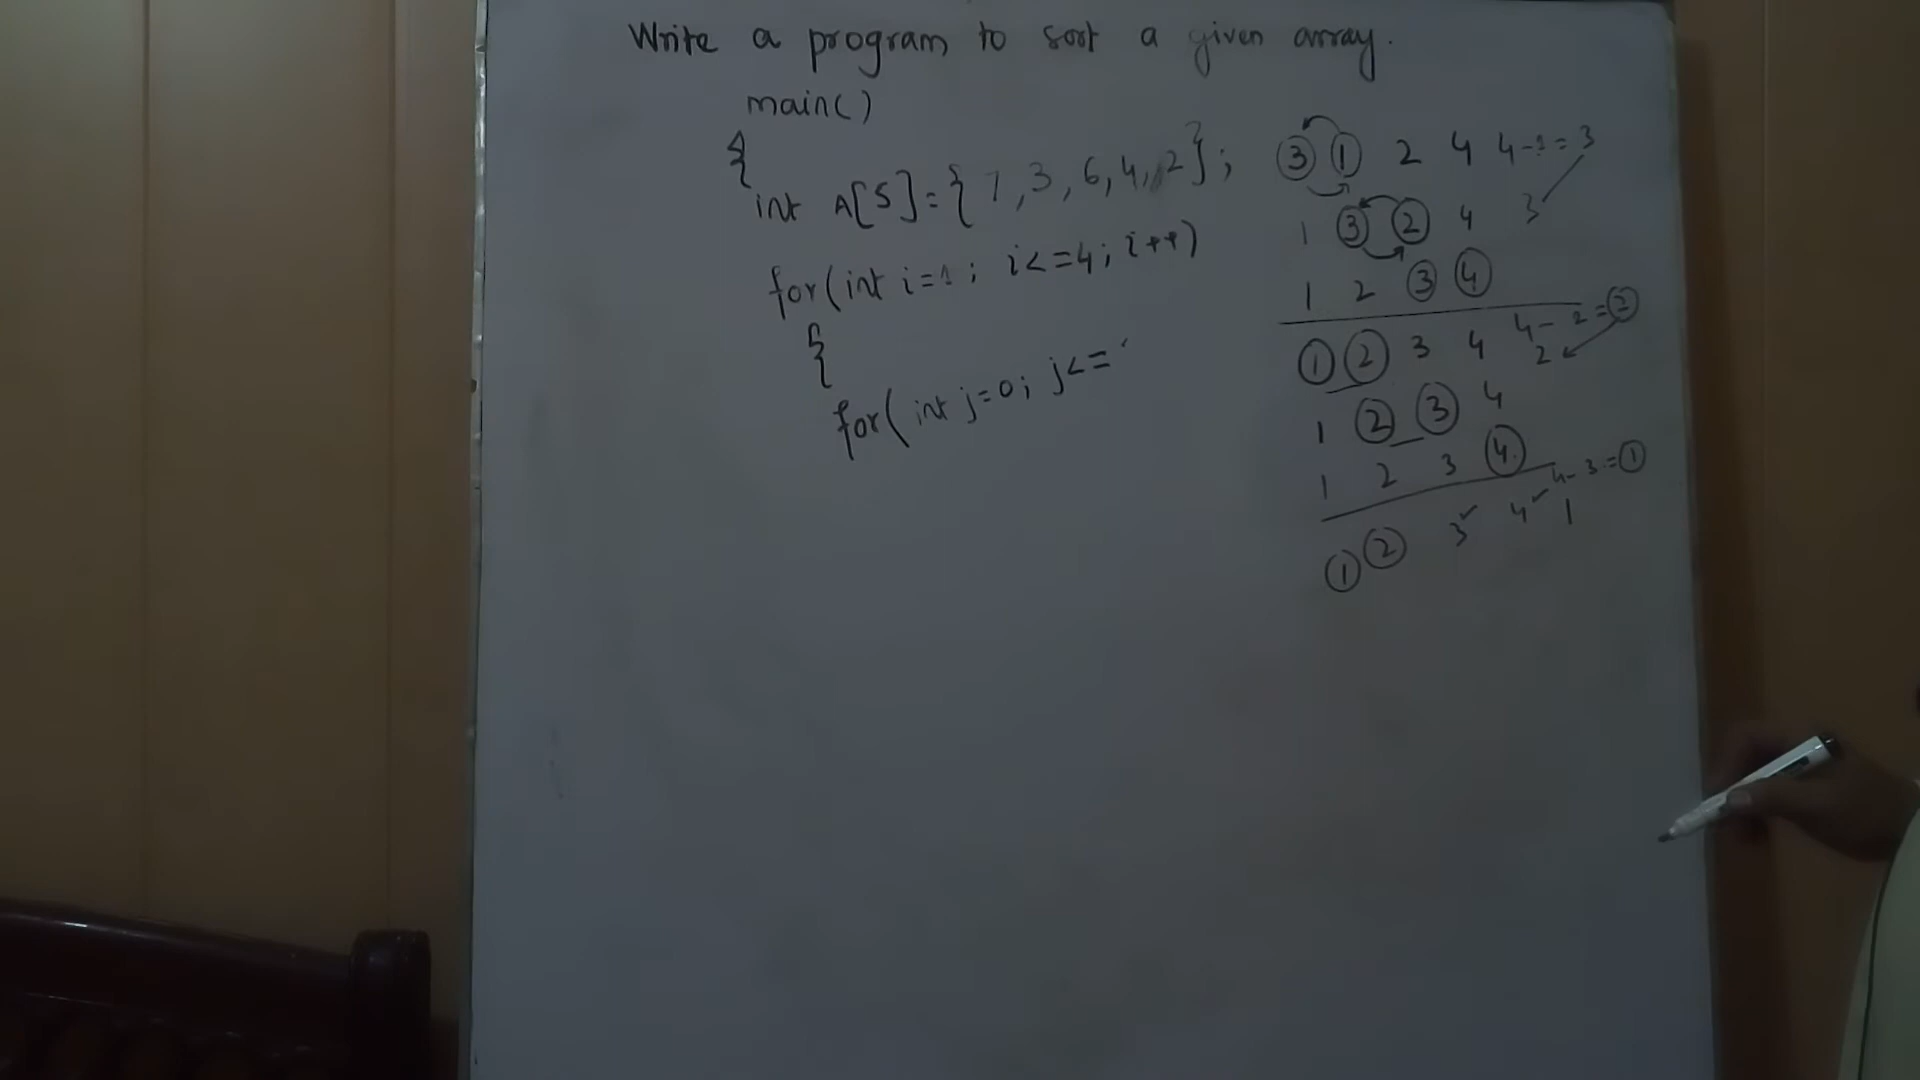 Write a program to sort a given array.
main()
{
int A[5]={7,3,6,4,2};
for(int i=1; i<=4; i++)
{
for(int j=0; j<=
3 1 2 4 4-1=3
1 3 2 4 3
1 2 3 4
1 2 3 4 4-2=2
2
1 2 3 4
1 2 3 4
4-3=1
1 2 3 4 1